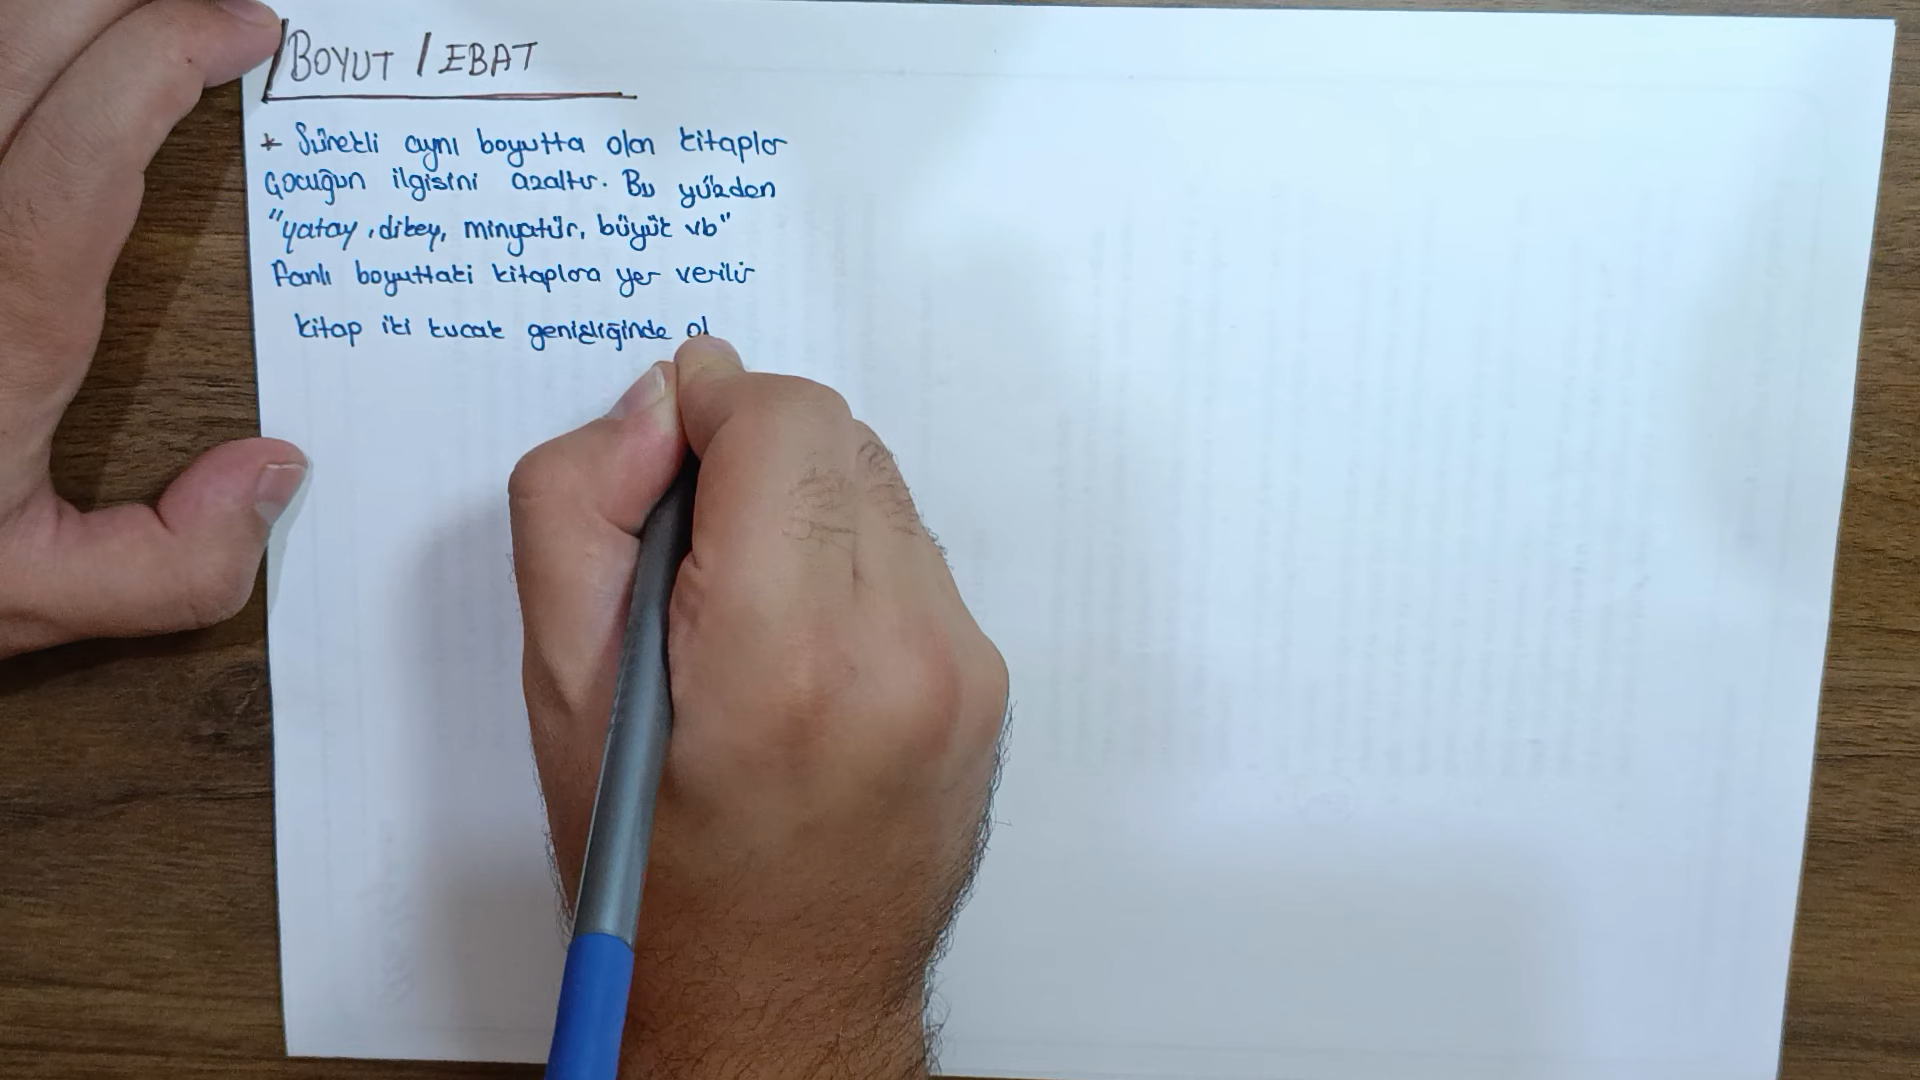 BOYUT / EBAT
* Sürekli aynı boyutta olan kitaplar
Çocuğun ilgisini azaltır. Bu yüzden
"yatay, dikey, minyatür, büyük vb"
Farklı boyuttaki kitaplara yer verilir
kitap iki kucak genişliğinde ol